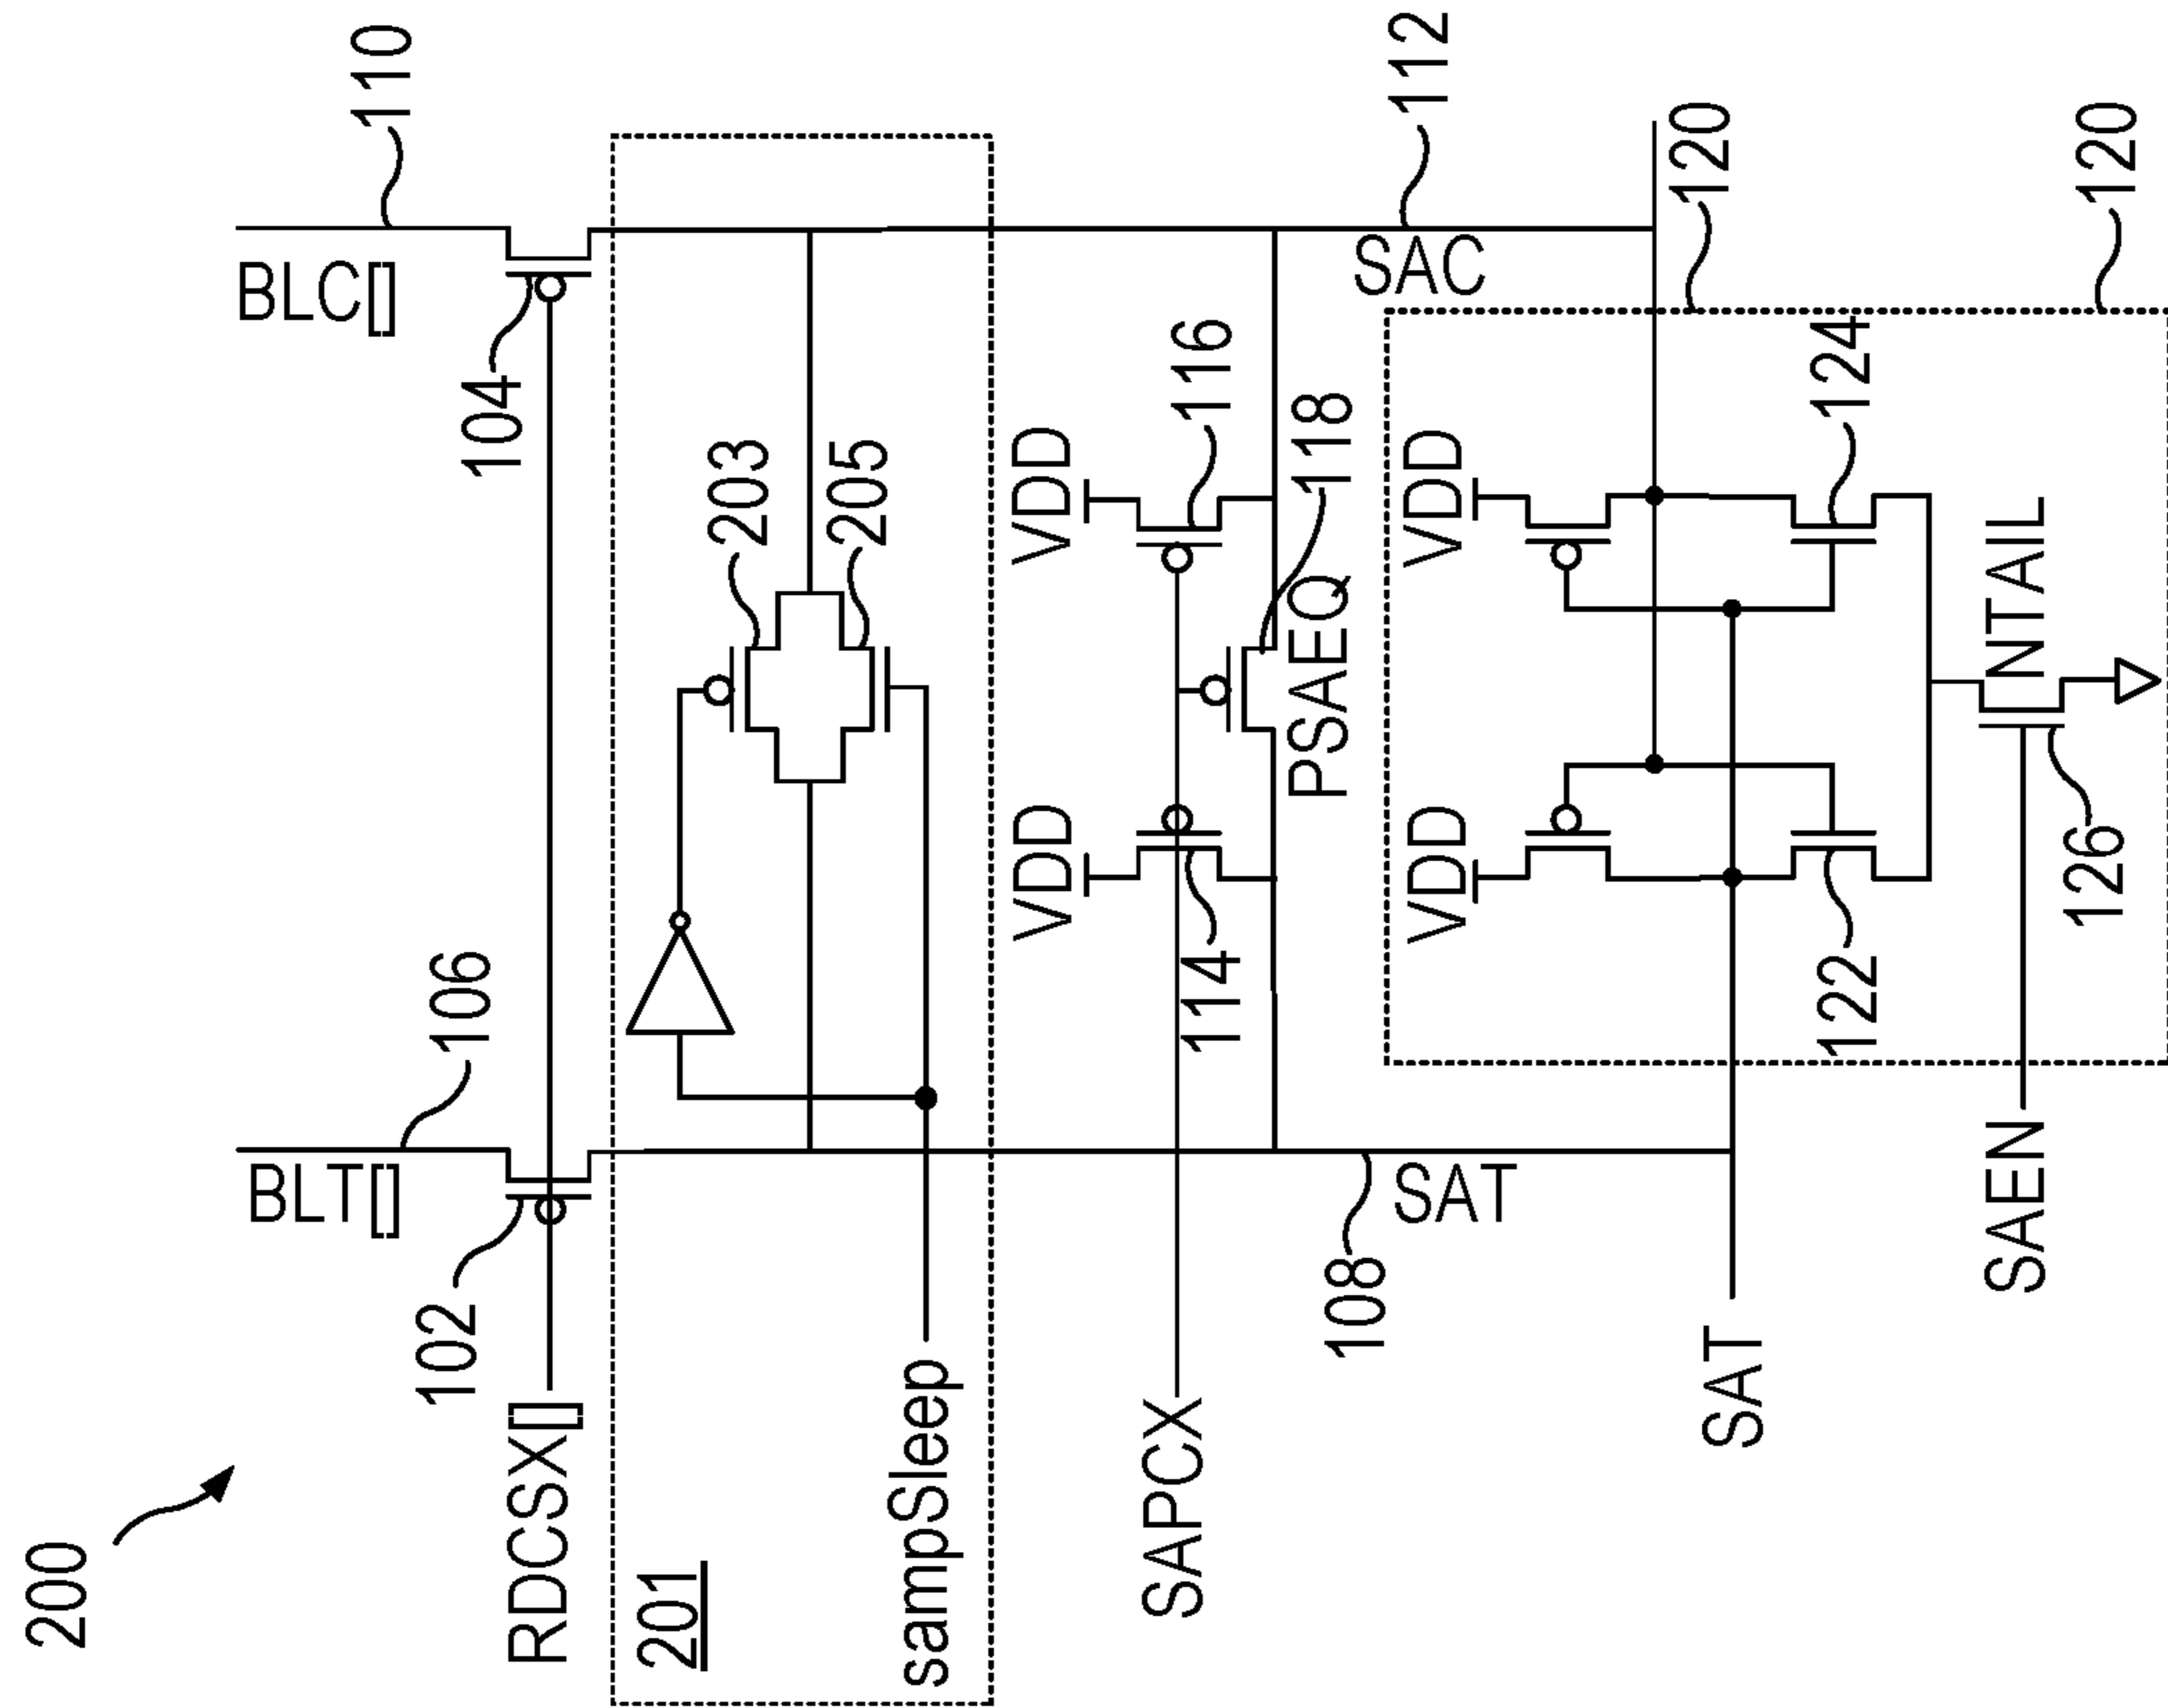 200
BLT[]
106
BLC[]
110
102
104
RDCSX[]
201
203
205
sampSleep
VDD
VDD
116
114
SAPCX
118
PSAEQ
108
SAT
SAC
112
120
VDD
VDD
SAT
122
124
NTAIL
SAEN
126
120